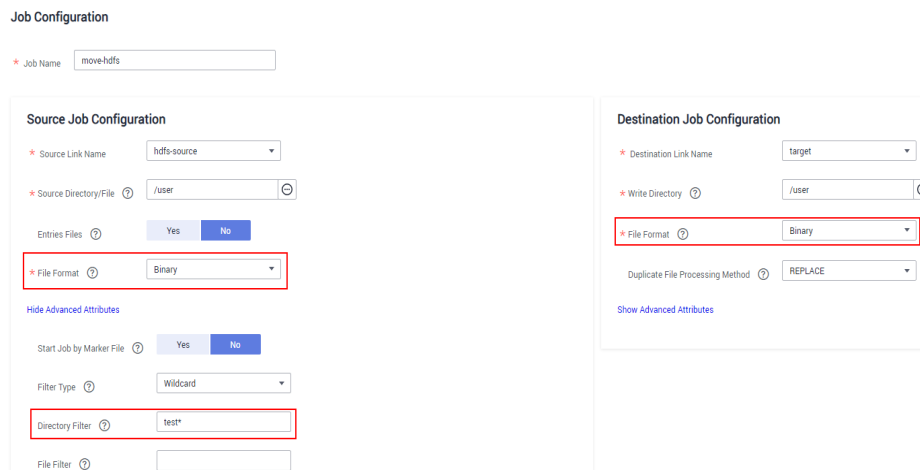 Job Configuration
* Job Name move-hdfs
Source Job Configuration
* Source Link Name hdfs-source
* Source Directory/File ? /user
Entries Files ? Yes No
* File Format ? Binary
Hide Advanced Attributes
Start Job by Marker File ? Yes No
Filter Type ? Wildcard
Directory Filter ? test*
File Filter ?
Destination Job Configuration
* Destination Link Name target
* Write Directory ? /user
* File Format ? Binary
Duplicate File Processing Method ? REPLACE
Show Advanced Attributes